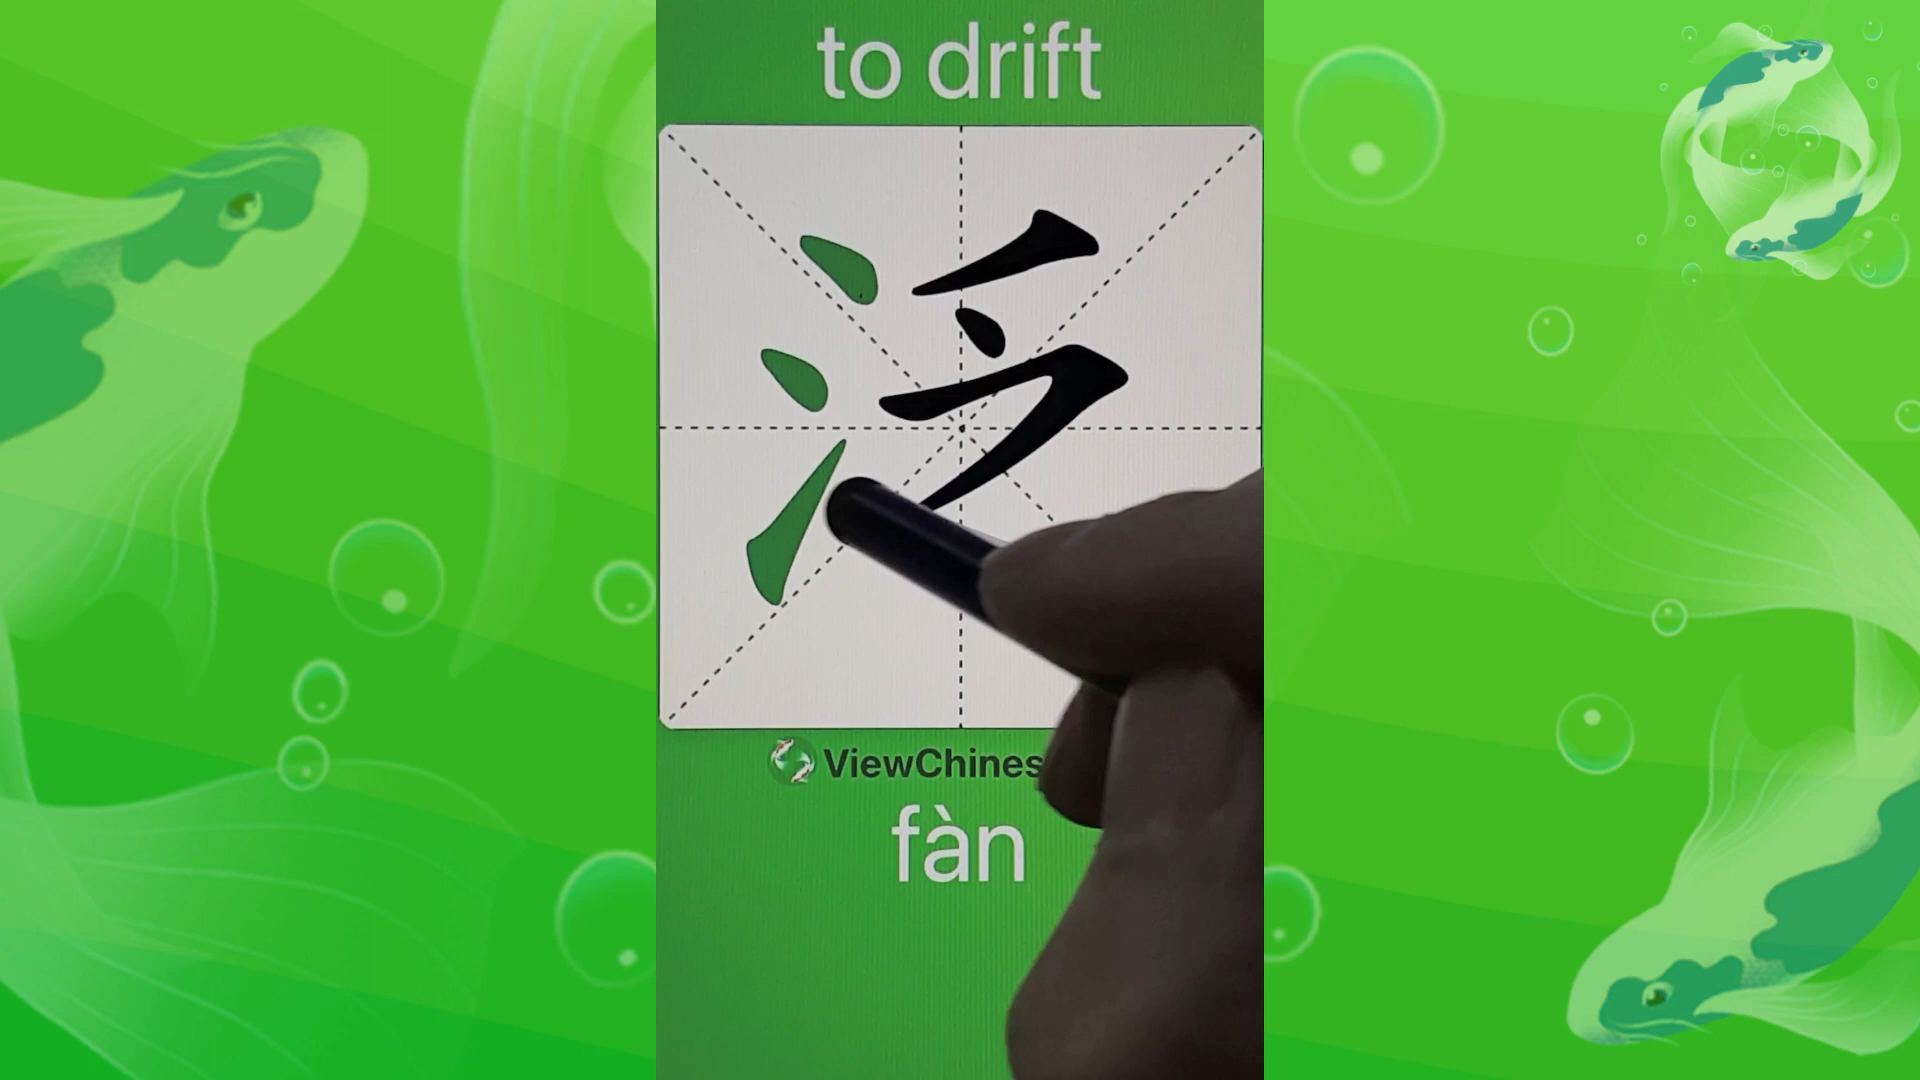 to drift
泛
ViewChines
fàn